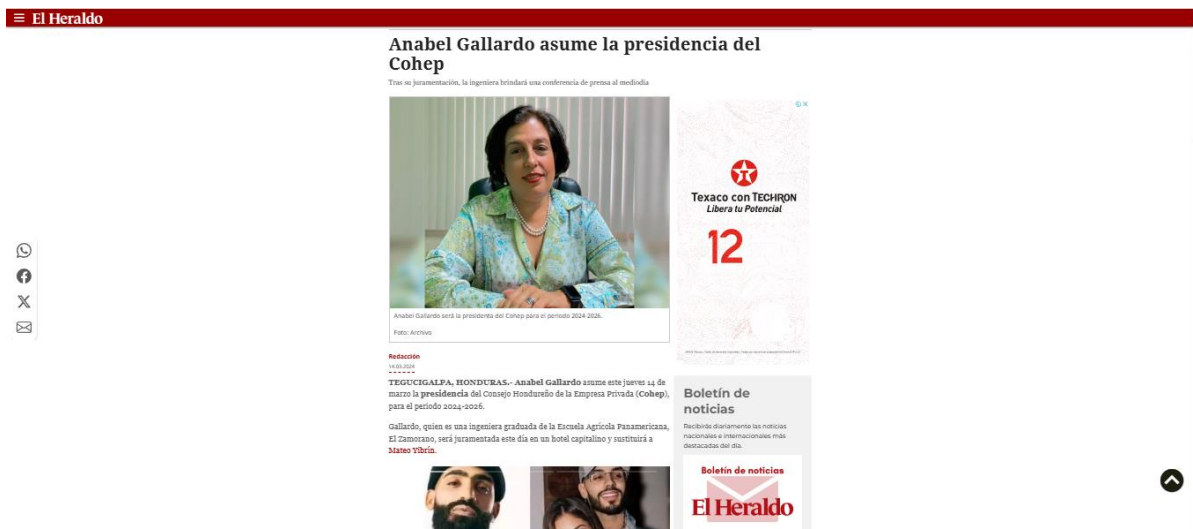 El Heraldo
Anabel Gallardo asume la presidencia del
Cohep
Tras su juramentación, la ingeniera brindará una conferencia de prensa al mediodía
Anabel Gallardo será la presidenta del Cohep para el periodo 2024-2026.
Foto: Archivo
Redacción
14.03.2024
TEGUCIGALPA, HONDURAS.- Anabel Gallardo asume este jueves 14 de
marzo la presidencia del Consejo Hondureño de la Empresa Privada (Cohep),
para el periodo 2024-2026.
Gallardo, quien es una ingeniera graduada de la Escuela Agrícola Panamericana,
El Zamorano, será juramentada este día en un hotel capitalino y sustituirá a
Mateo Yibrín.
Texaco con TECHRON
Libera tu Potencial
12
Boletín de
noticias
Recibirás diariamente las noticias
nacionales e internacionales más
destacadas del día.
Boletín de noticias
El Heraldo